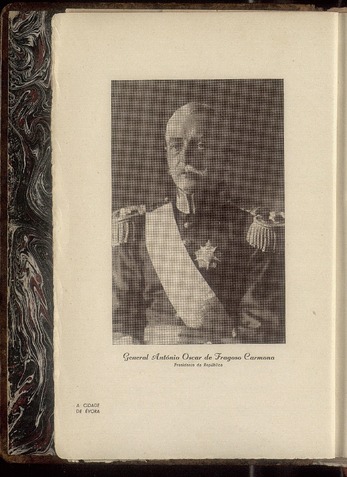 General António Oscar de Fragoso Carmona
Presidente da República
A CIDADE
DE ÉVORA